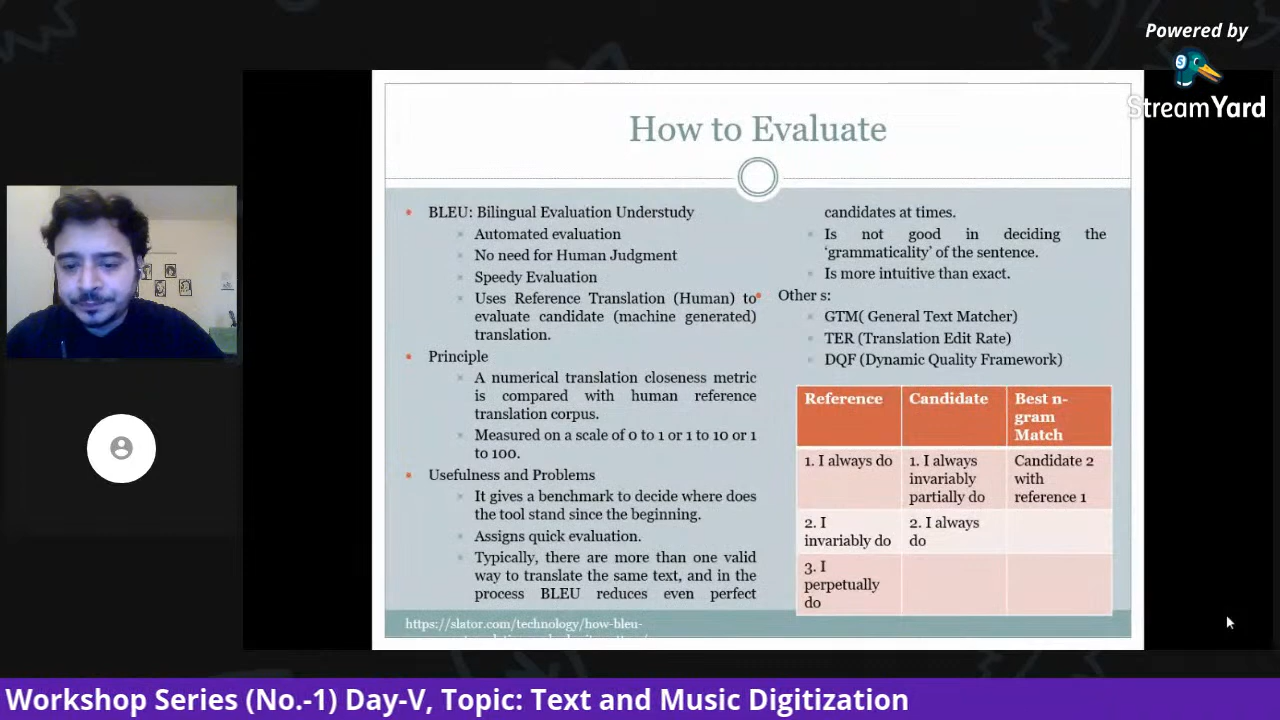 Powered by
StreamYard
How to Evaluate
BLEU: Bilingual Evaluation Understudy
Automated evaluation
No need for Human Judgment
Speedy Evaluation
Uses Reference Translation (Human) to
evaluate candidate (machine generated)
translation.
Principle
A numerical translation closeness metric
is compared with human reference
translation corpus.
Measured on a scale of 0 to 1 or 1 to 10 or 1
to 100.
Usefulness and Problems
It gives a benchmark to decide where does
the tool stand since the beginning.
Assigns quick evaluation.
Typically, there are more than one valid
way to translate the same text, and in the
process BLEU reduces even perfect
candidates at times.
Is not good in deciding the
'grammaticality' of the sentence.
Is more intuitive than exact.
Other s:
GTM( General Text Matcher)
TER (Translation Edit Rate)
DQF (Dynamic Quality Framework)
Reference Candidate Best n-
gram
Match
1. I always do
1. I always
invariably
partially do
Candidate 2
with
reference 1
2. I
invariably do
2. I always
do
3. I
perpetually
do
https://slator.com/technology/how-bleu-
Workshop Series (No.-1) Day-V, Topic: Text and Music Digitization